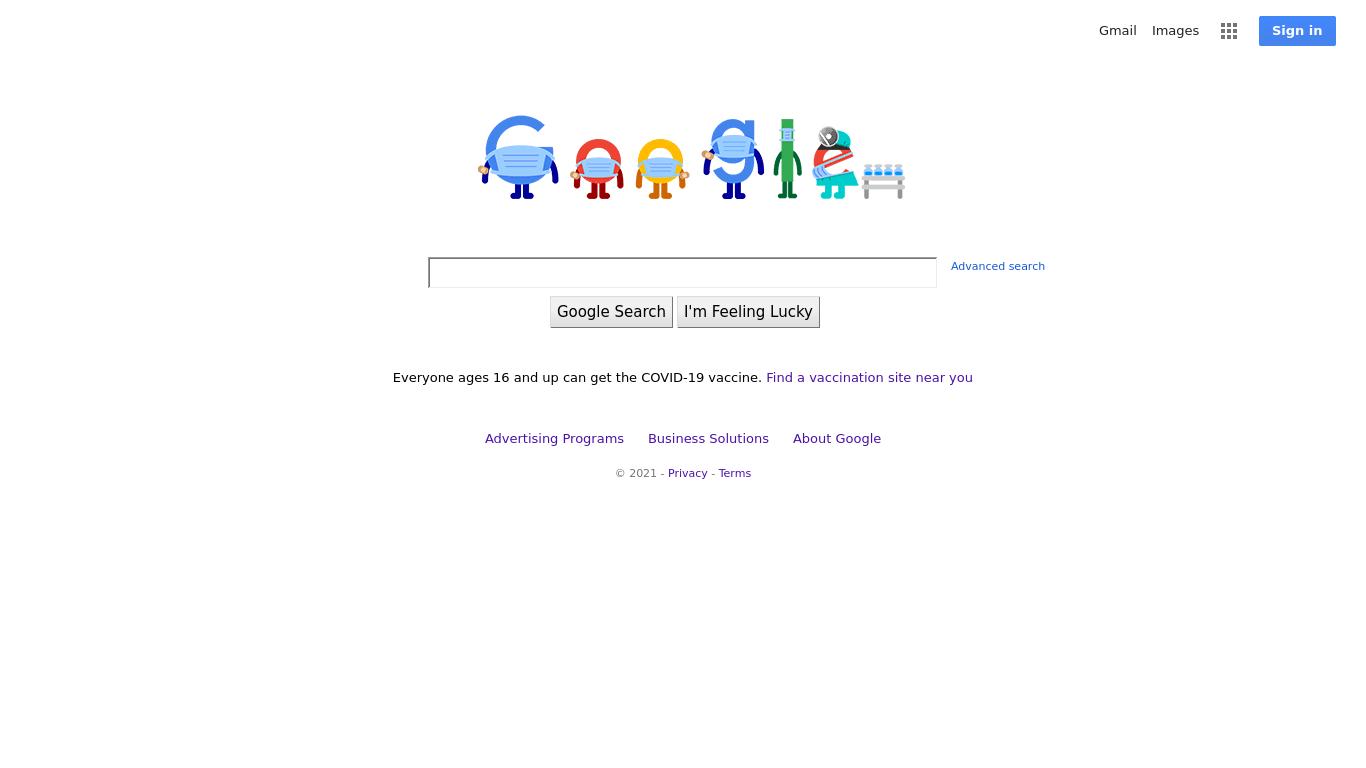 Gmail Images Sign in
Google
Advanced search
Google Search I'm Feeling Lucky
Everyone ages 16 and up can get the COVID-19 vaccine. Find a vaccination site near you
Advertising Programs Business Solutions About Google
© 2021 - Privacy - Terms